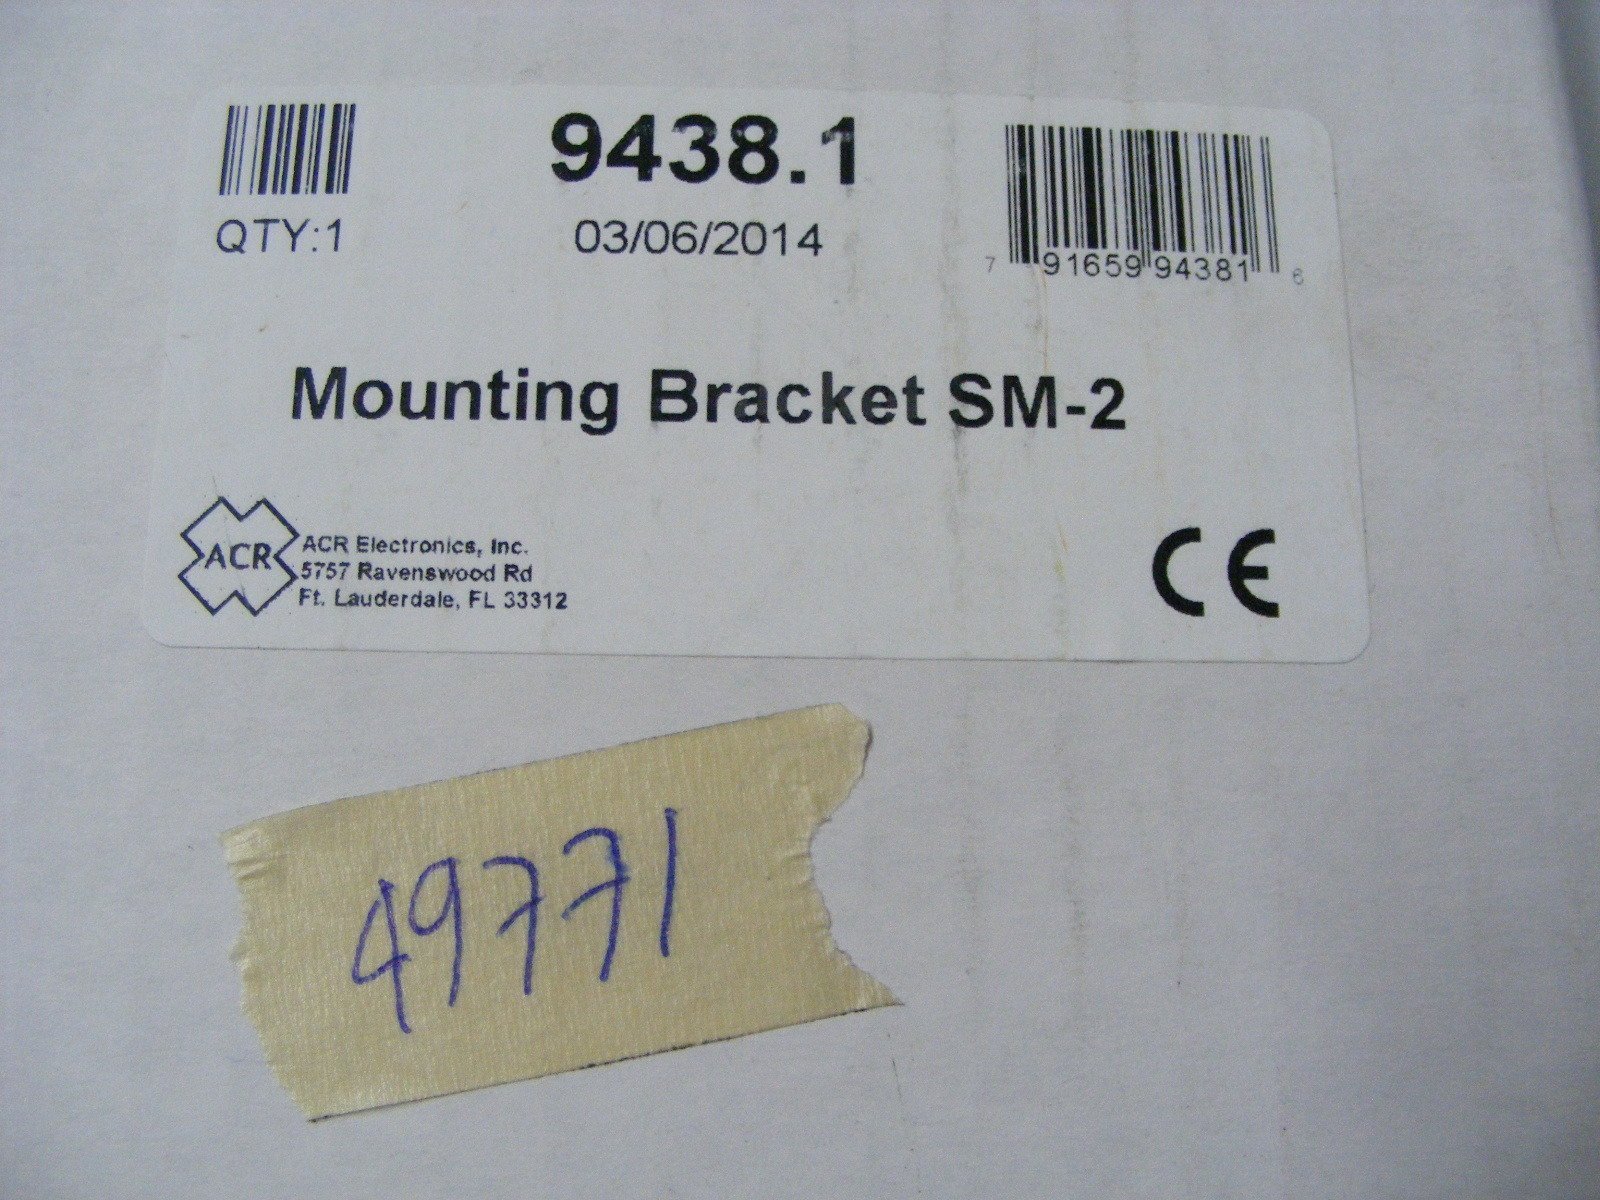 9438.1
QTY:1
03/06/2014
7 91659 94381 6
Mounting Bracket SM-2
ACR
ACR Electronics, Inc.
5757 Ravenswood Rd
Ft. Lauderdale, FL 33312
CE
49771